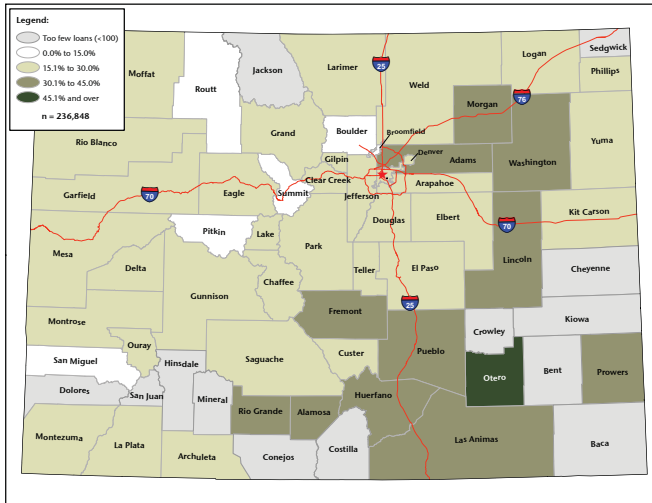 Legend:
Too few loans (<100)
0.0% to 15.0%
15.1% to 30.0%
30.1% to 45.0%
45.1% and over
n = 236,848
Moffat
Routt
Jackson
Larimer
25
Weld
Logan
Sedgwick
Phillips
Morgan
76
Rio Blanco
Grand
Boulder
Broomfield
Denver
Gilpin
Adams
Washington
Yuma
Garfield
70
Eagle
Summit
Clear Creek
Jefferson
Arapahoe
Pitkin
Lake
Park
Douglas
Elbert
70
Kit Carson
Mesa
Delta
Gunnison
Chaffee
Teller
El Paso
Lincoln
Cheyenne
Montrose
Fremont
25
Crowley
Kiowa
Ouray
San Miguel
Hinsdale
Saguache
Custer
Pueblo
Otero
Bent
Prowers
Dolores
San Juan
Mineral
Rio Grande
Alamosa
Huerfano
Montezuma
La Plata
Archuleta
Conejos
Costilla
Las Animas
Baca